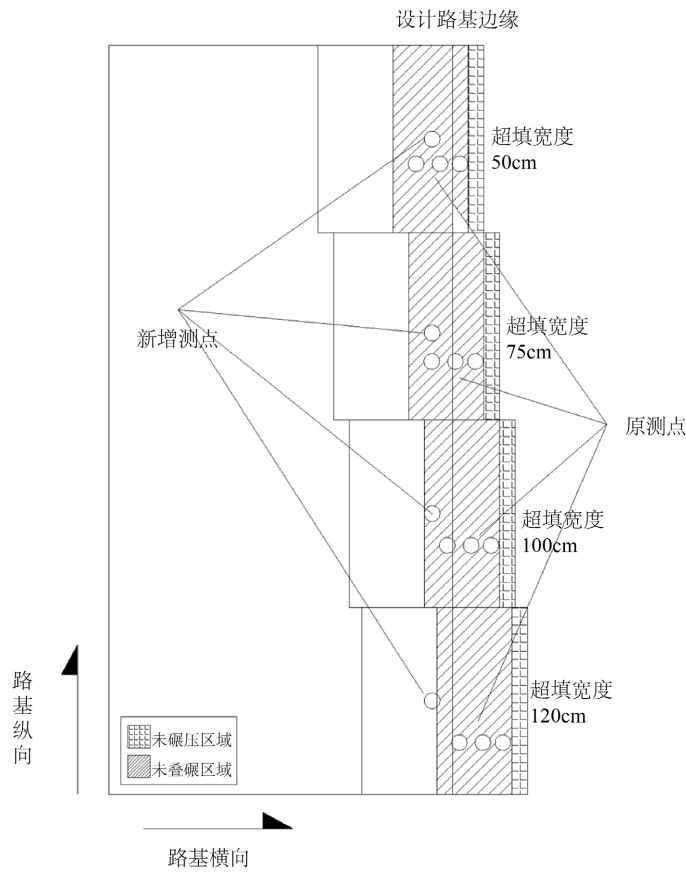 设计路基边缘
超填宽度
50cm
新增测点
超填宽度
75cm
原测点
超填宽度
100cm
路基纵向
超填宽度
120cm
未碾压区域
未叠碾区域
路基横向